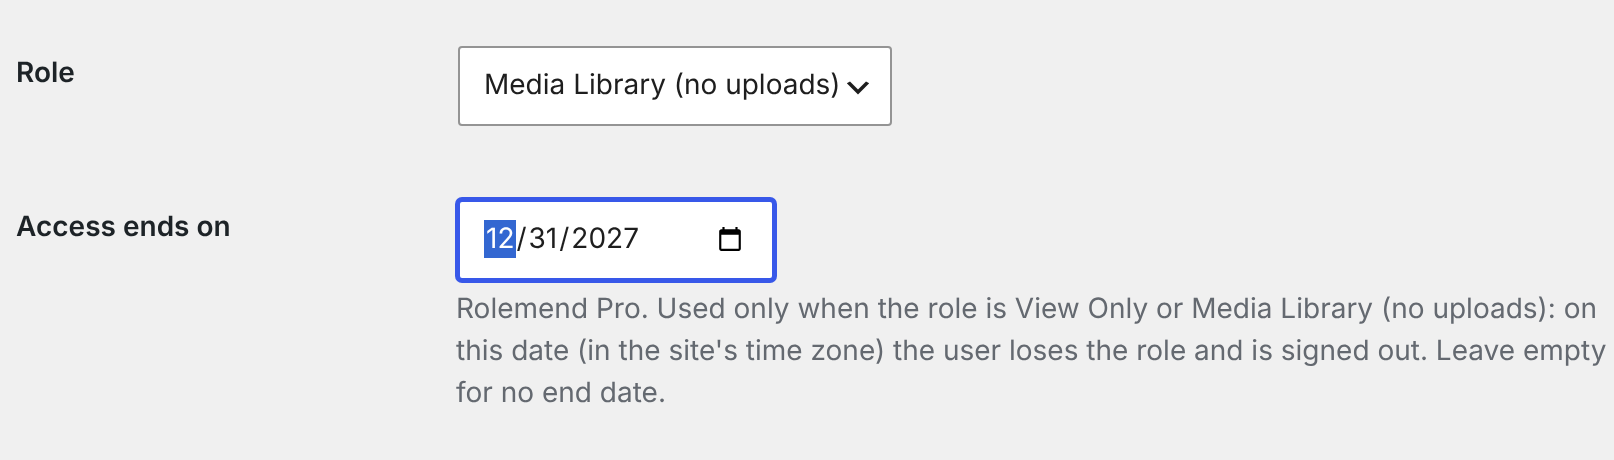 Role
Media Library (no uploads)
Access ends on
12/31/2027
Rolemend Pro. Used only when the role is View Only or Media Library (no uploads): on
this date (in the site's time zone) the user loses the role and is signed out. Leave empty
for no end date.